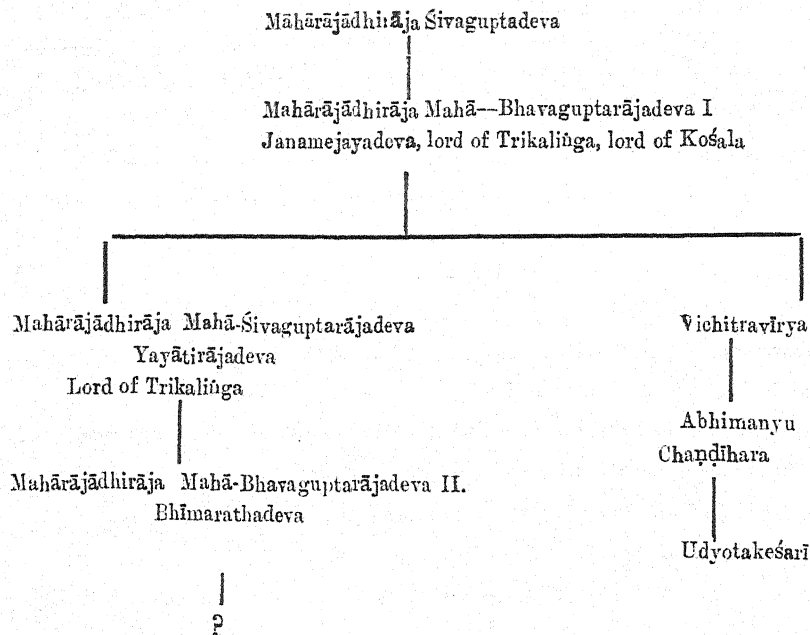 Māhārājādhirāja Śivaguptadeva
Mahārājādhirāja Mahā—Bhavaguptarājadeva I
Janamejayadeva, lord of Trikaliṅga, lord of Kośala
Mahārājādhirāja Mahā-Śivaguptarājadeva
Yayātirājadeva
Lord of Trikaliṅga
Vichitravīrya
Abhimanyu
Chaṇḍīhara
Mahārājādhirāja Mahā-Bhavaguptarājadeva II.
Bhīmarathadeva
Udyotakeśarī
?